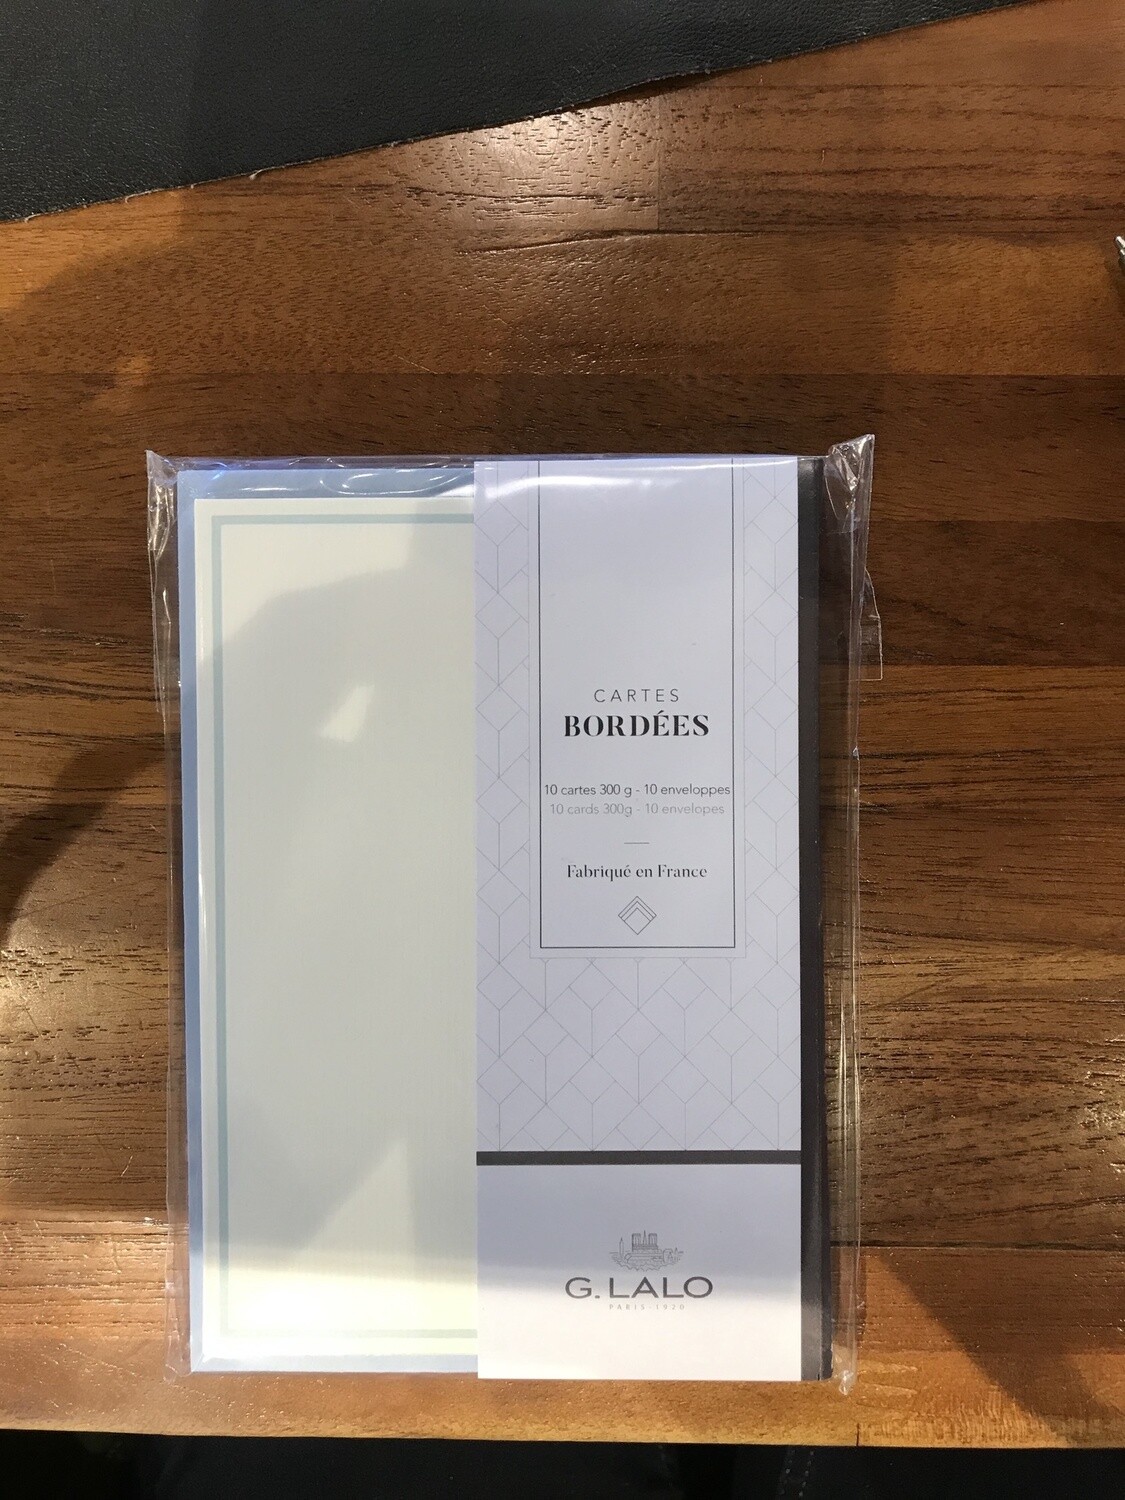 CARTES
BORDÉES
10 cartes 300 g - 10 enveloppes
10 cards 300g - 10 envelopes
Fabriqué en France
G. LALO
PARIS-1920